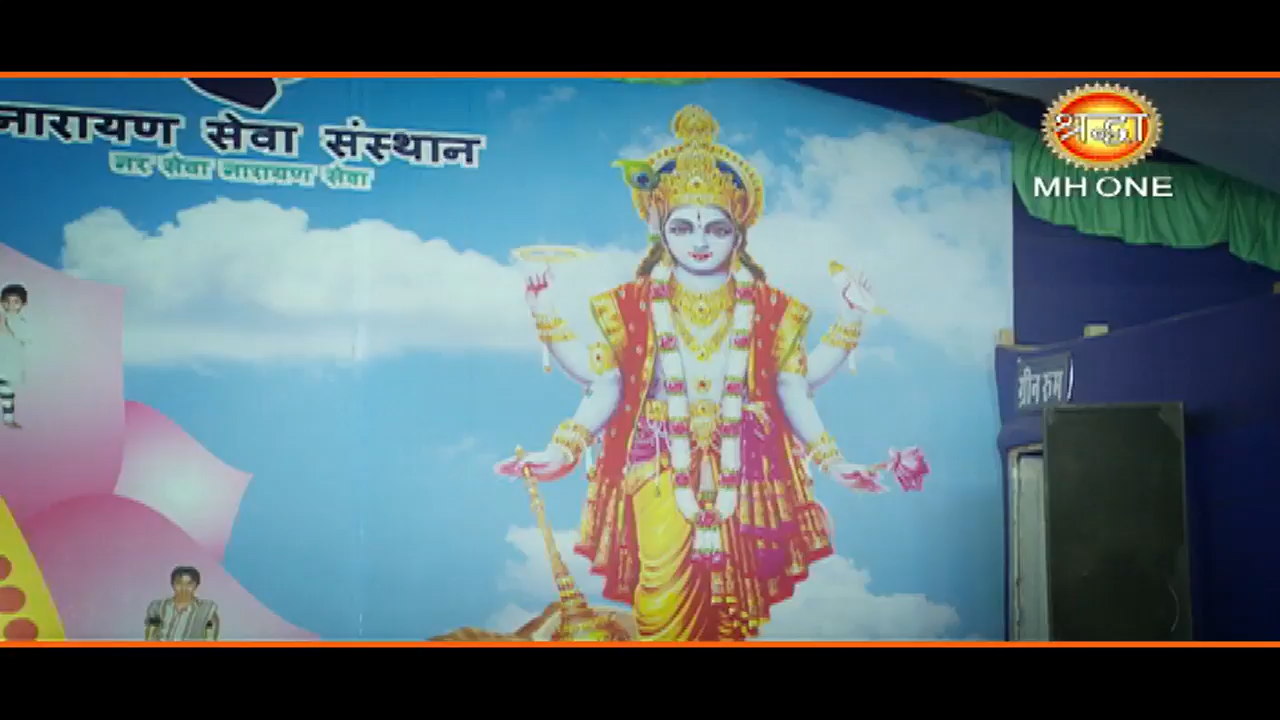 नारायण सेवा संस्थान
नर सेवा नारायण सेवा
श्रद्धा
MH ONE
ग्रीन रूम